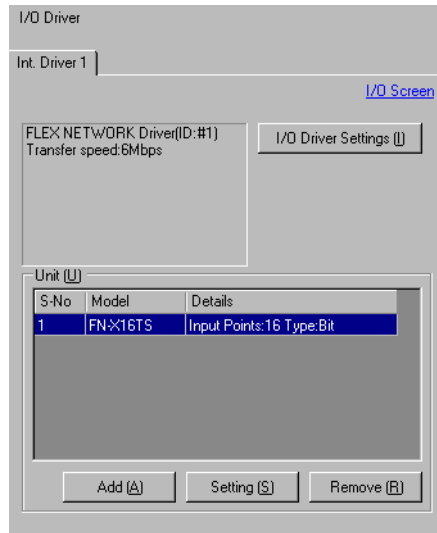 I/O Driver
Int. Driver 1
I/O Screen
FLEX NETWORK Driver(ID:#1)
Transfer speed:6Mbps
I/O Driver Settings (I)
Unit (U)
S-No Model Details
1 FN-X16TS Input Points:16 Type:Bit
Add (A) Setting (S) Remove (R)